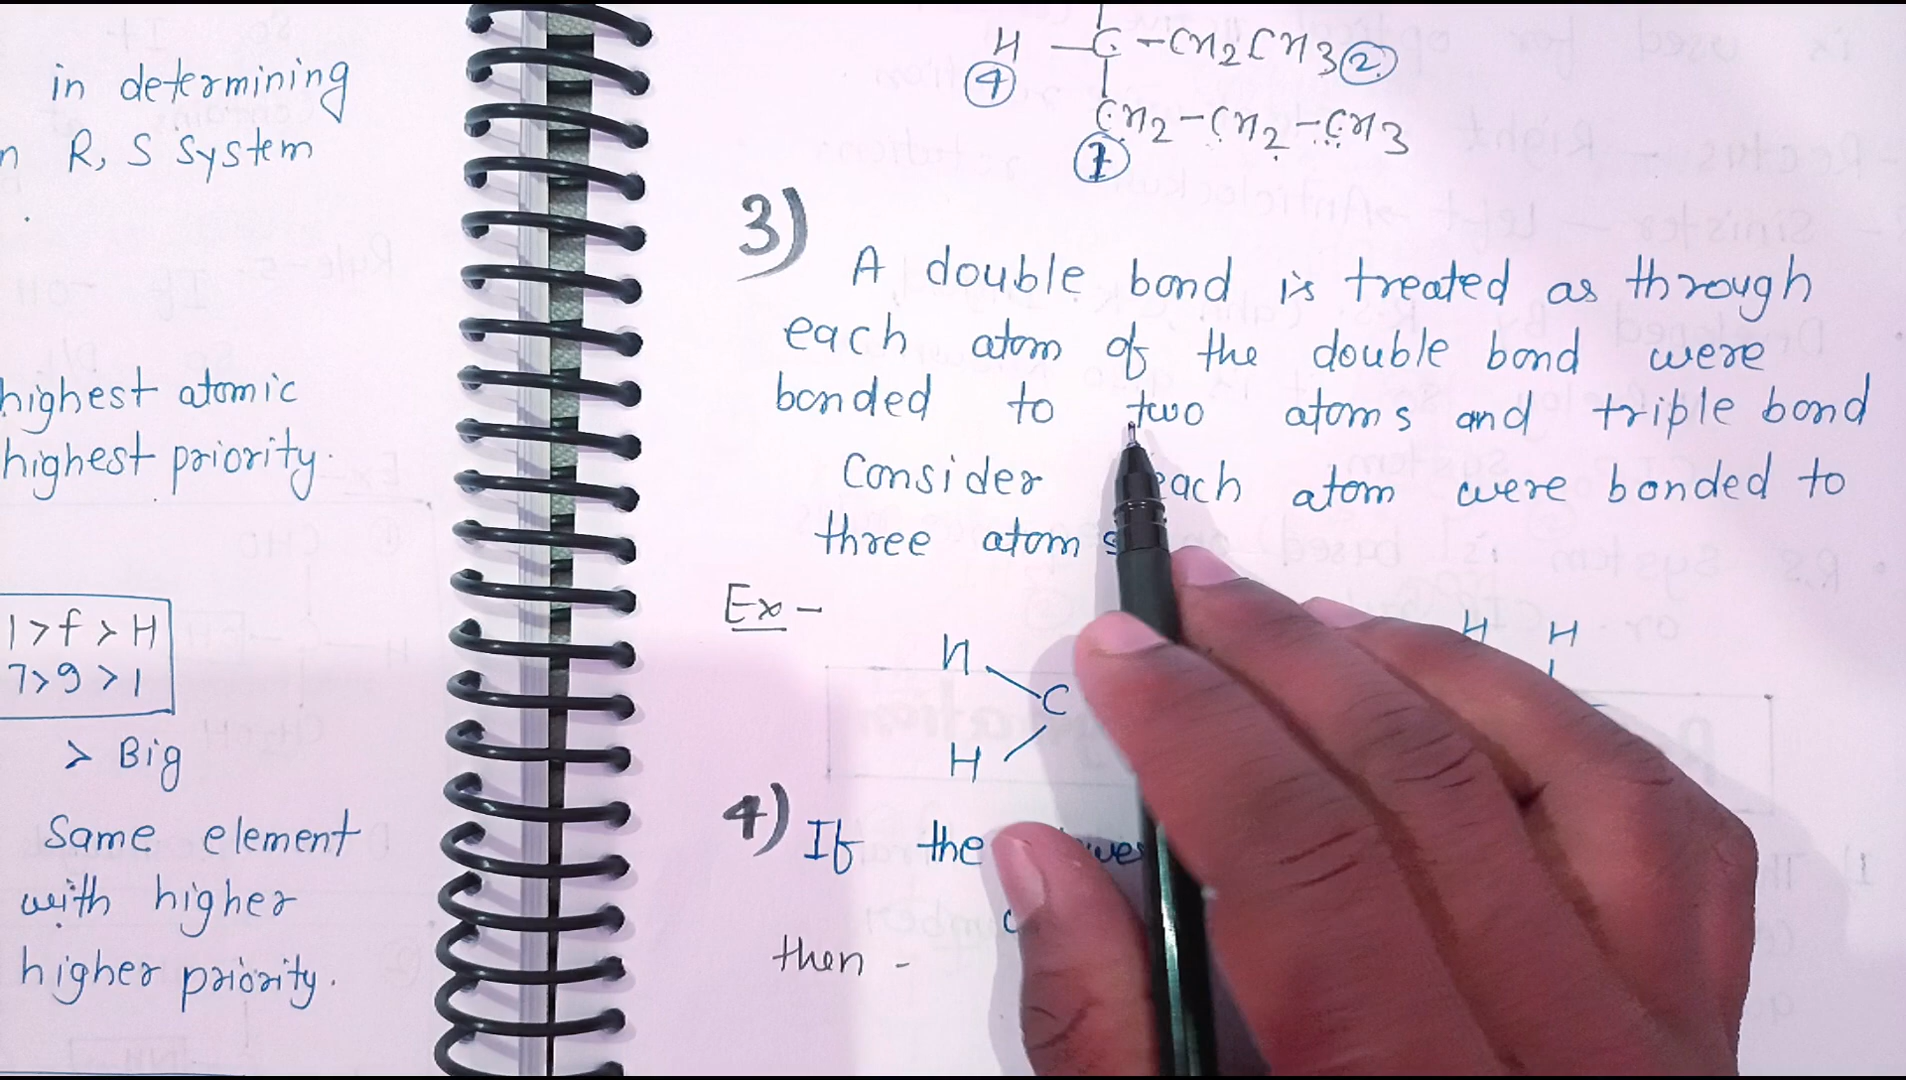 in determining
n R, S System
highest atomic
highest priority.
I > f > H
7 > 9 > 1
> Big
Same element
with higher
higher priority.
H – C – CH2CH3 ②
④
CH2 – CH2 – CH3
①
3)
A double bond is treated as through
each atom of the double bond were
bonded to two atoms and triple bond
Consider each atom were bonded to
three atoms
Ex –
H H H
C
H
4) If the
then -